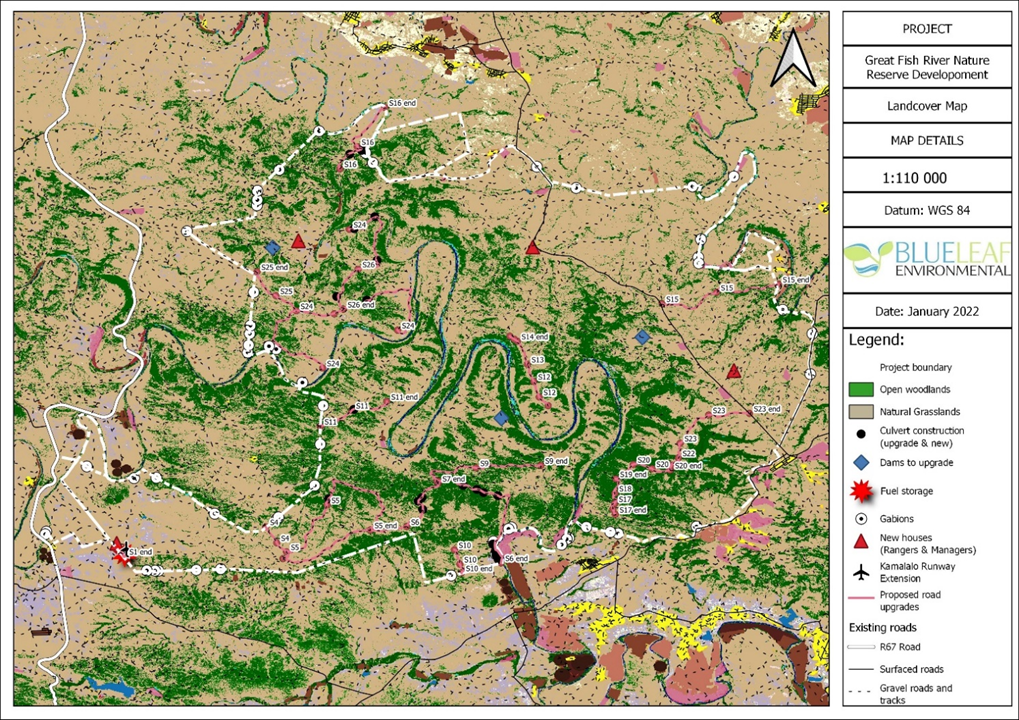 S16 end
S16
S16
S24
S25 end
S26
S25
S24
S26 end
S24
S15
S15
S15 end
S14 end
S13
S12
S12
S24
S11 end
S11
S11
S23
S23 end
S23
S22
S20
S20
S20 end
S9
S9 end
S19 end
S18
S17
S17 end
S7 end
S5
S6
S5 end
S4
S4
S5
S10
S10
S10 end
S6 end
S1 end
PROJECT
Great Fish River Nature
Reserve Developoment
Landcover Map
MAP DETAILS
1:110 000
Datum: WGS 84
BLUELEAF
ENVIRONMENTAL
Date: January 2022
Legend:
Project boundary
Open woodlands
Natural Grasslands
Culvert construction
(upgrade & new)
Dams to upgrade
Fuel storage
Gabions
New houses
(Rangers & Managers)
Kamalalo Runway
Extension
Proposed road
upgrades
Existing roads
R67 Road
Surfaced roads
Gravel roads and
tracks